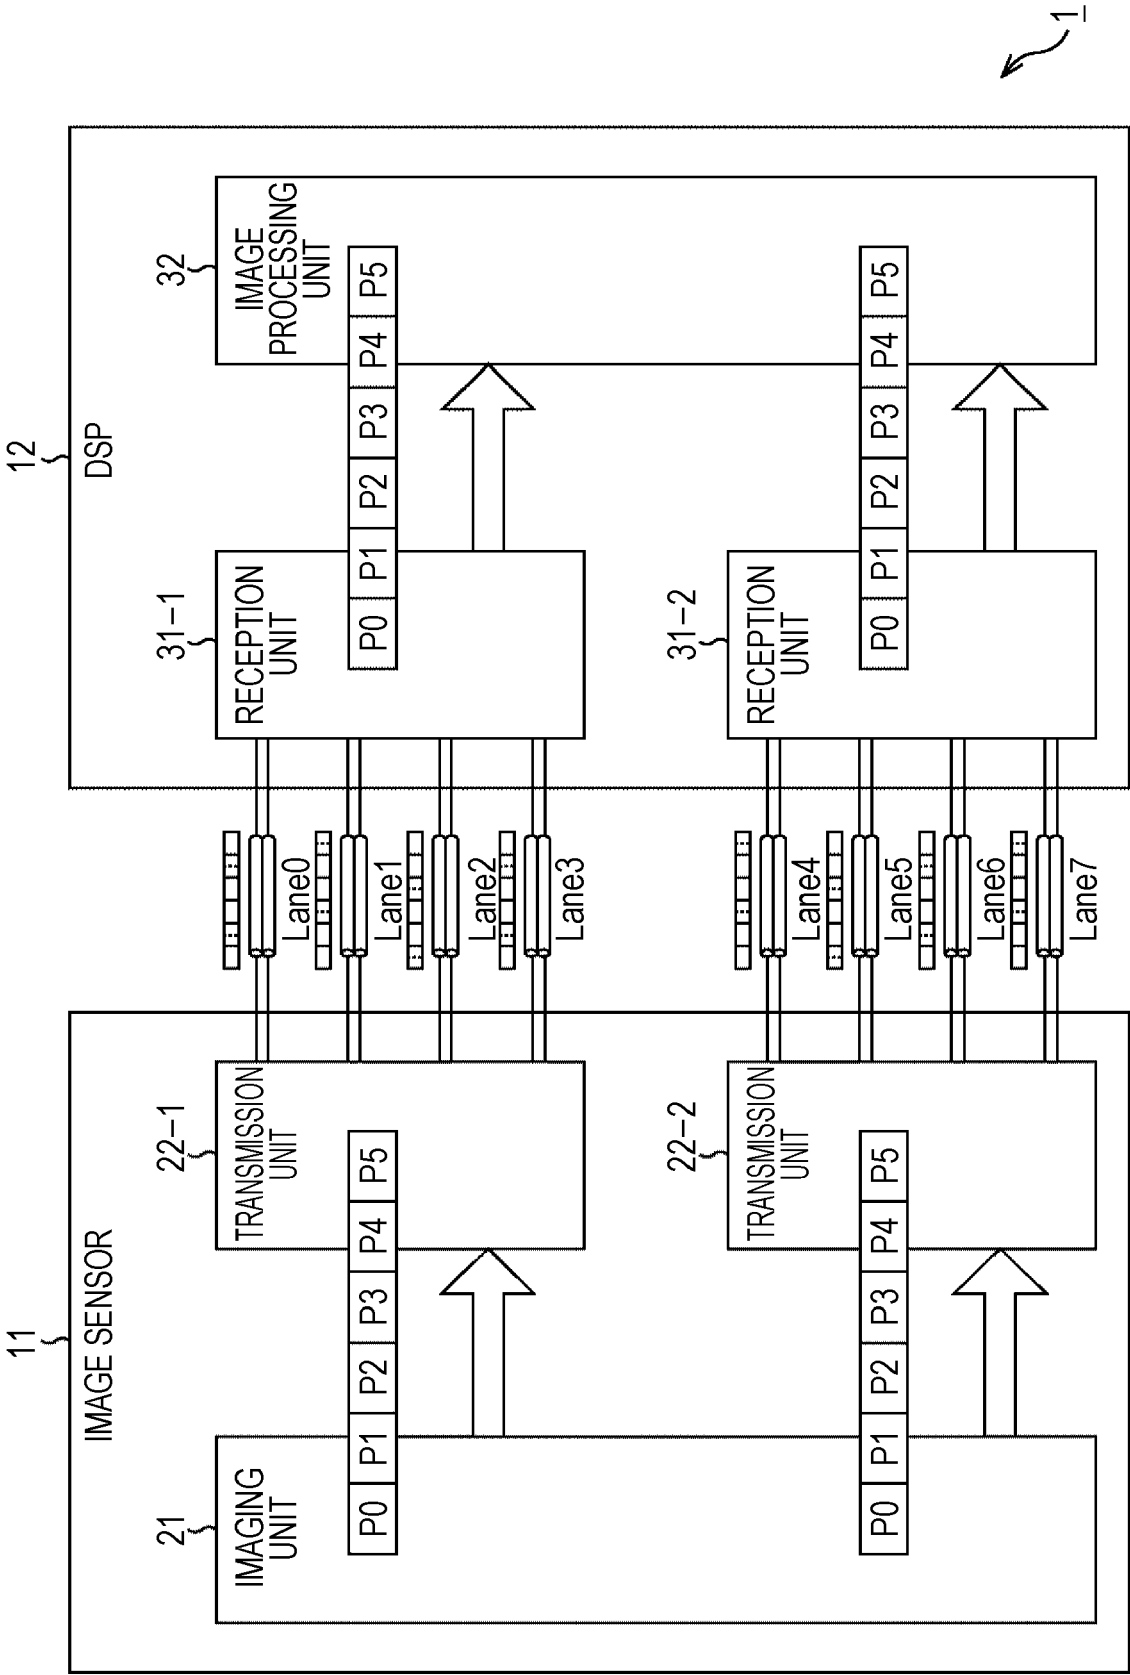 1
11
IMAGE SENSOR
21
IMAGING
UNIT
P0 P1 P2 P3 P4 P5
P0 P1 P2 P3 P4 P5
22-1
TRANSMISSION
UNIT
22-2
TRANSMISSION
UNIT
Lane0
Lane1
Lane2
Lane3
Lane4
Lane5
Lane6
Lane7
12
DSP
31-1
RECEPTION
UNIT
P0 P1 P2 P3 P4 P5
31-2
RECEPTION
UNIT
P0 P1 P2 P3 P4 P5
32
IMAGE
PROCESSING
UNIT